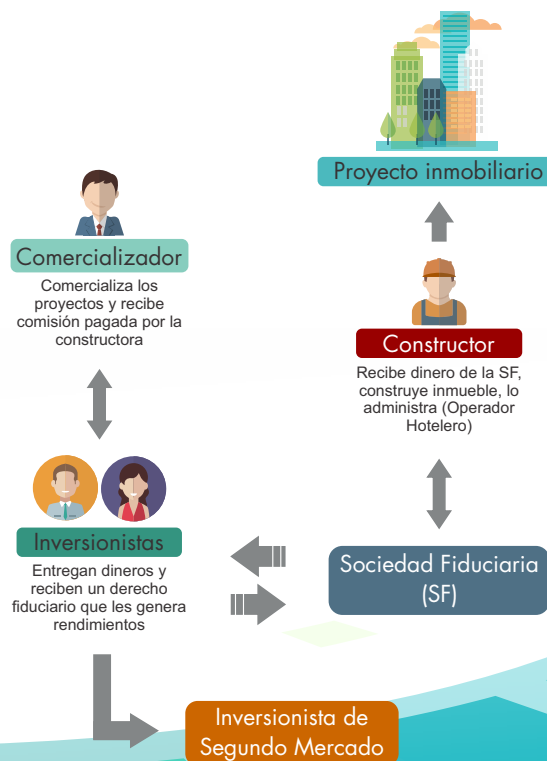 Proyecto inmobiliario
Comercializador
Comercializa los
proyectos y recibe
comisión pagada por la
constructora
Constructor
Recibe dinero de la SF,
construye inmueble, lo
administra (Operador
Hotelero)
Inversionistas
Entregan dineros y
reciben un derecho
fiduciario que les genera
rendimientos
Sociedad Fiduciaria
(SF)
Inversionista de
Segundo Mercado